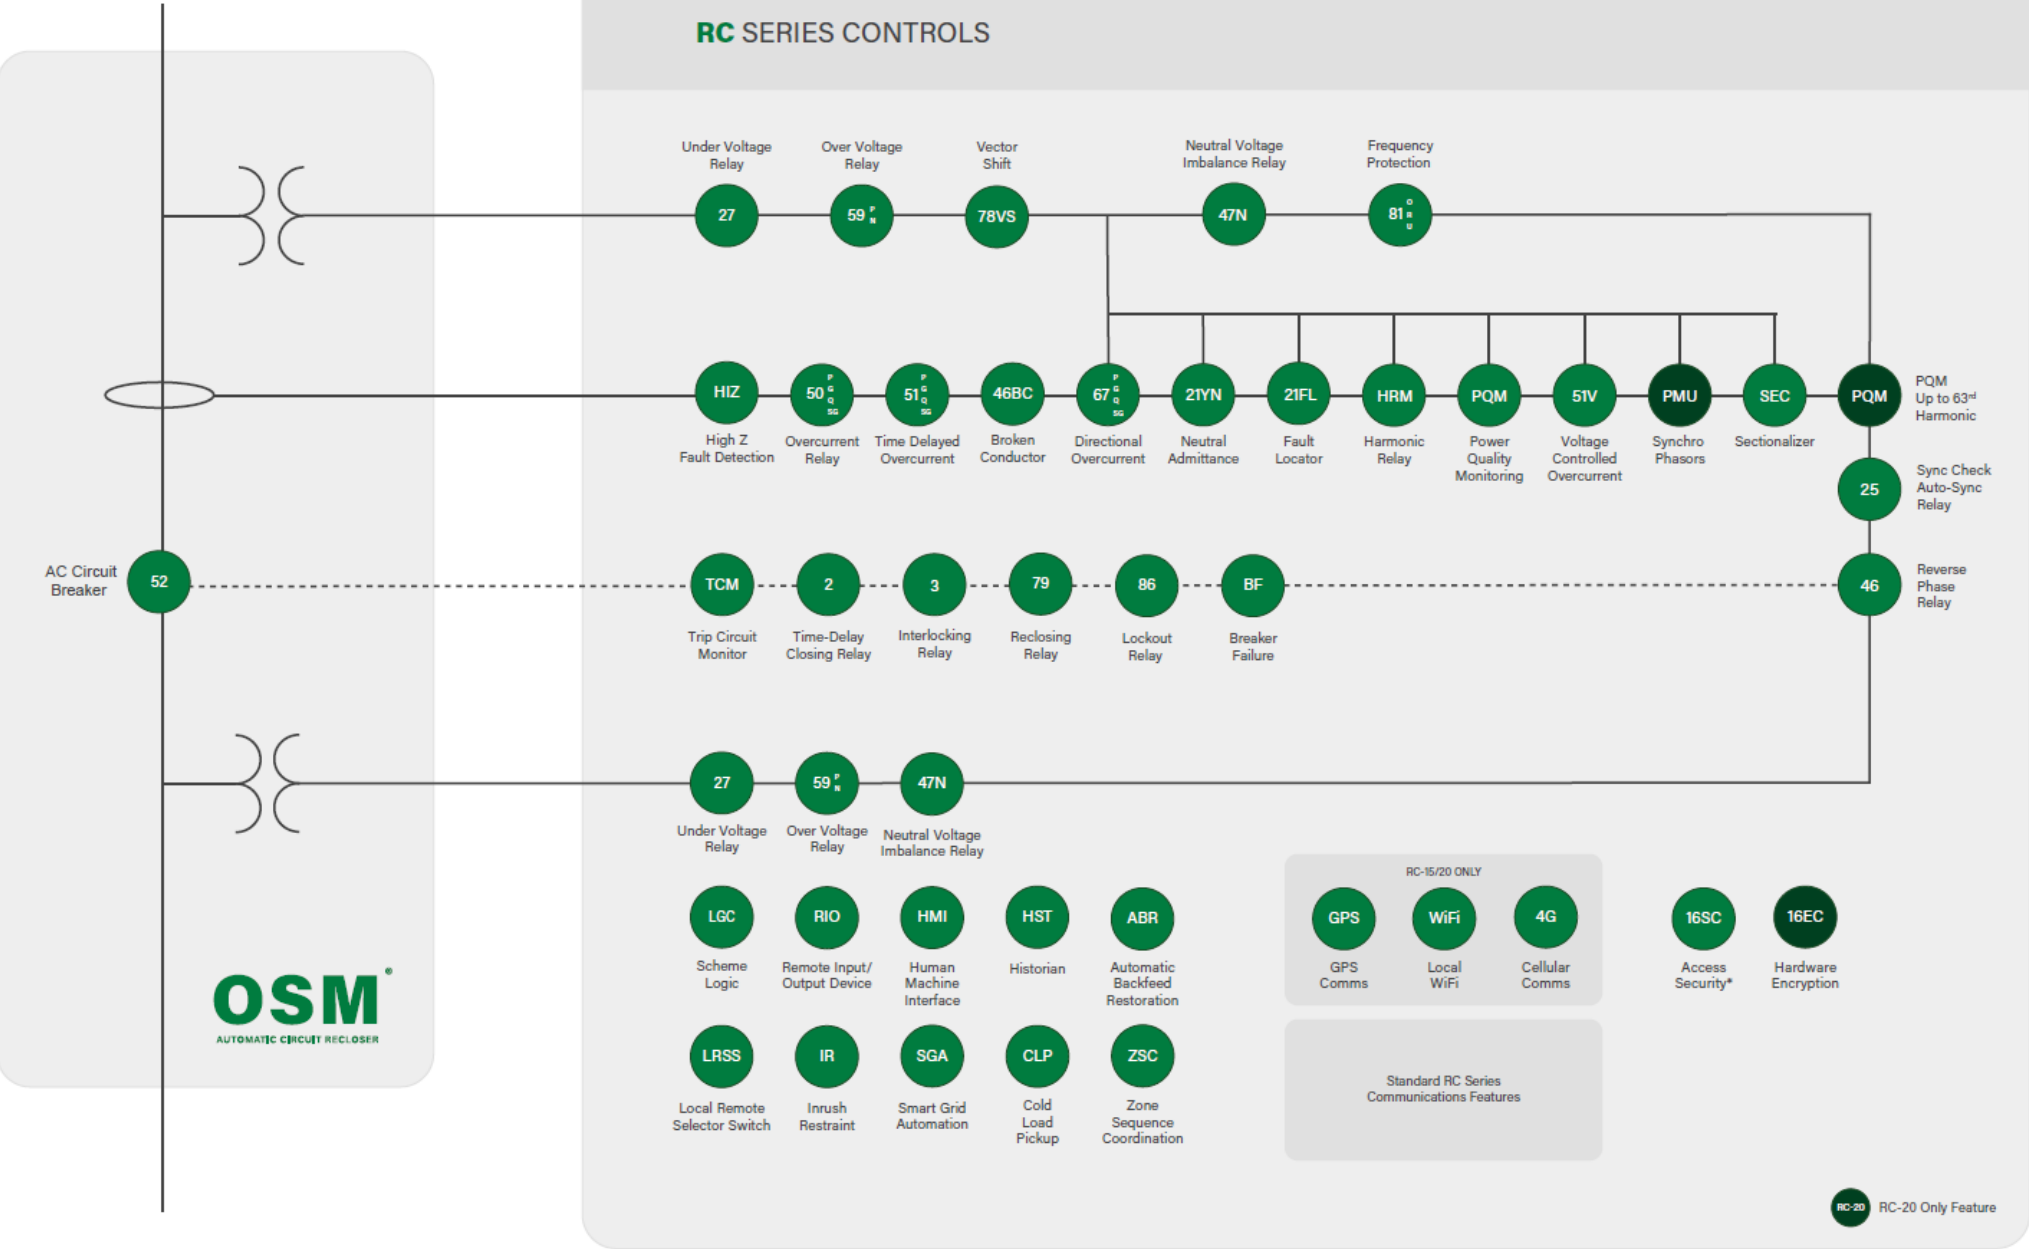 RC SERIES CONTROLS
Under Voltage
Relay
Over Voltage
Relay
Vector
Shift
Neutral Voltage
Imbalance Relay
Frequency
Protection
27
59 P N
78VS
47N
81 O R U
HIZ
50 P G Q SG
51 P G Q SG
46BC
67 P G Q SG
21YN
21FL
HRM
PQM
51V
PMU
SEC
PQM
PQM
Up to 63rd
Harmonic
High Z
Fault Detection
Overcurrent
Relay
Time Delayed
Overcurrent
Broken
Conductor
Directional
Overcurrent
Neutral
Admittance
Fault
Locator
Harmonic
Relay
Power
Quality
Monitoring
Voltage
Controlled
Overcurrent
Synchro
Phasors
Sectionalizer
25
Sync Check
Auto-Sync
Relay
AC Circuit
Breaker
52
TCM
2
3
79
86
BF
46
Reverse
Phase
Relay
Trip Circuit
Monitor
Time-Delay
Closing Relay
Interlocking
Relay
Reclosing
Relay
Lockout
Relay
Breaker
Failure
27
59 P N
47N
Under Voltage
Relay
Over Voltage
Relay
Neutral Voltage
Imbalance Relay
LGC
RIO
HMI
HST
ABR
Scheme
Logic
Remote Input/
Output Device
Human
Machine
Interface
Historian
Automatic
Backfeed
Restoration
RC-15/20 ONLY
GPS
WiFi
4G
GPS
Comms
Local
WiFi
Cellular
Comms
16SC
16EC
Access
Security*
Hardware
Encryption
OSM®
AUTOMATIC CIRCUIT RECLOSER
LRSS
IR
SGA
CLP
ZSC
Local Remote
Selector Switch
Inrush
Restraint
Smart Grid
Automation
Cold
Load
Pickup
Zone
Sequence
Coordination
Standard RC Series
Communications Features
RC-20
RC-20 Only Feature